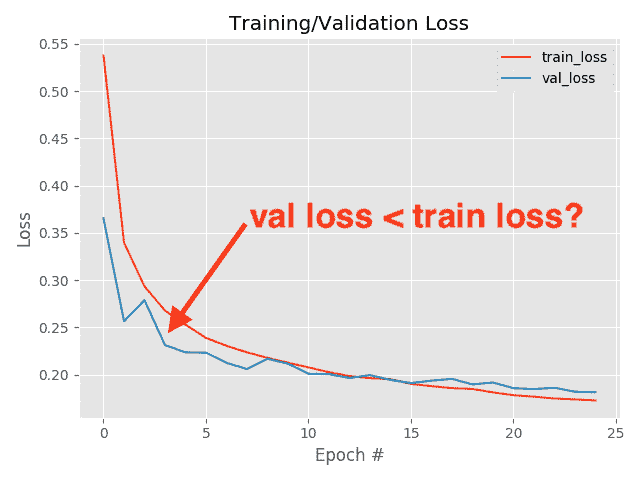 Training/Validation Loss
0.55
0.50
0.45
0.40
0.35
0.30
0.25
0.20
Loss
train_loss
val_loss
val loss < train loss?
0
5
10
15
20
25
Epoch #